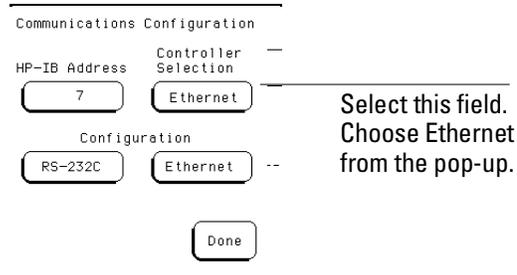 Communications Configuration
HP-IB Address
Controller
Selection
7
Ethernet
Configuration
RS-232C
Ethernet
Done
Select this field.
Choose Ethernet
from the pop-up.